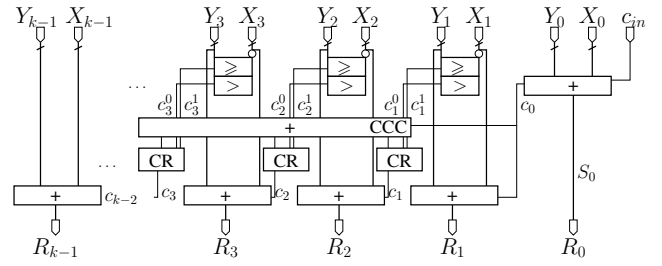 Y_{k−1} X_{k−1} Y_3 X_3 Y_2 X_2 Y_1 X_1 Y_0 X_0 c_{in}
⩾ ⩾ ⩾
... > > > +
c_3^0 c_3^1 c_2^0 c_2^1 c_1^0 c_1^1 c_0
+ CCC
... CR CR CR
S_0
+ c_{k−2} c_3 + c_2 + c_1 +
R_{k−1} R_3 R_2 R_1 R_0